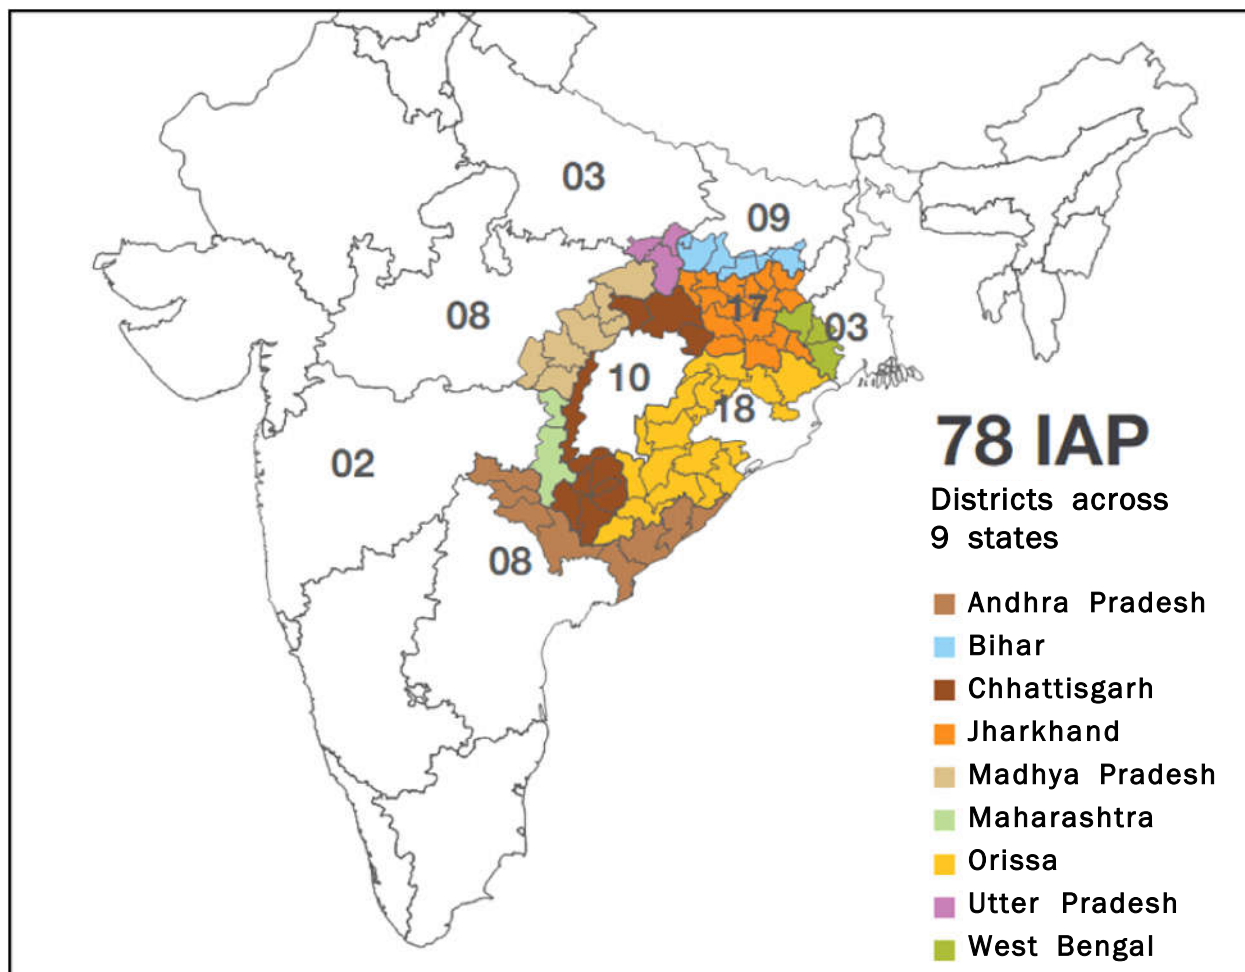 03
09
08
17
03
10
18
02
08
78 IAP
Districts across
9 states
Andhra Pradesh
Bihar
Chhattisgarh
Jharkhand
Madhya Pradesh
Maharashtra
Orissa
Utter Pradesh
West Bengal